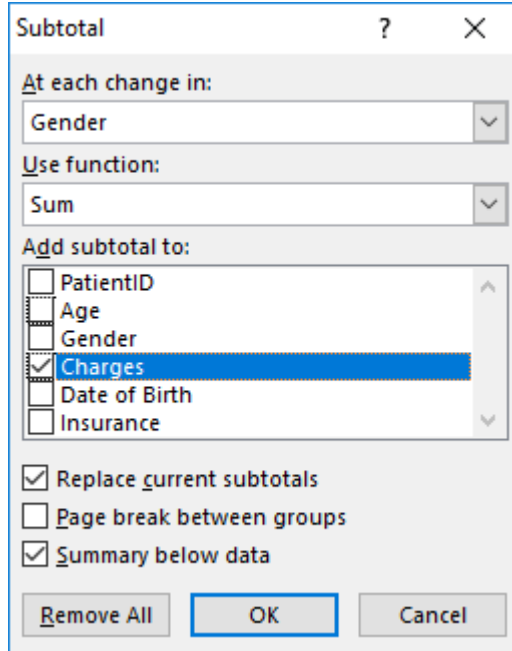 Subtotal ?
At each change in:
Gender
Use function:
Sum
Add subtotal to:
PatientID
Age
Gender
Charges
Date of Birth
Insurance
Replace current subtotals
Page break between groups
Summary below data
Remove All OK Cancel